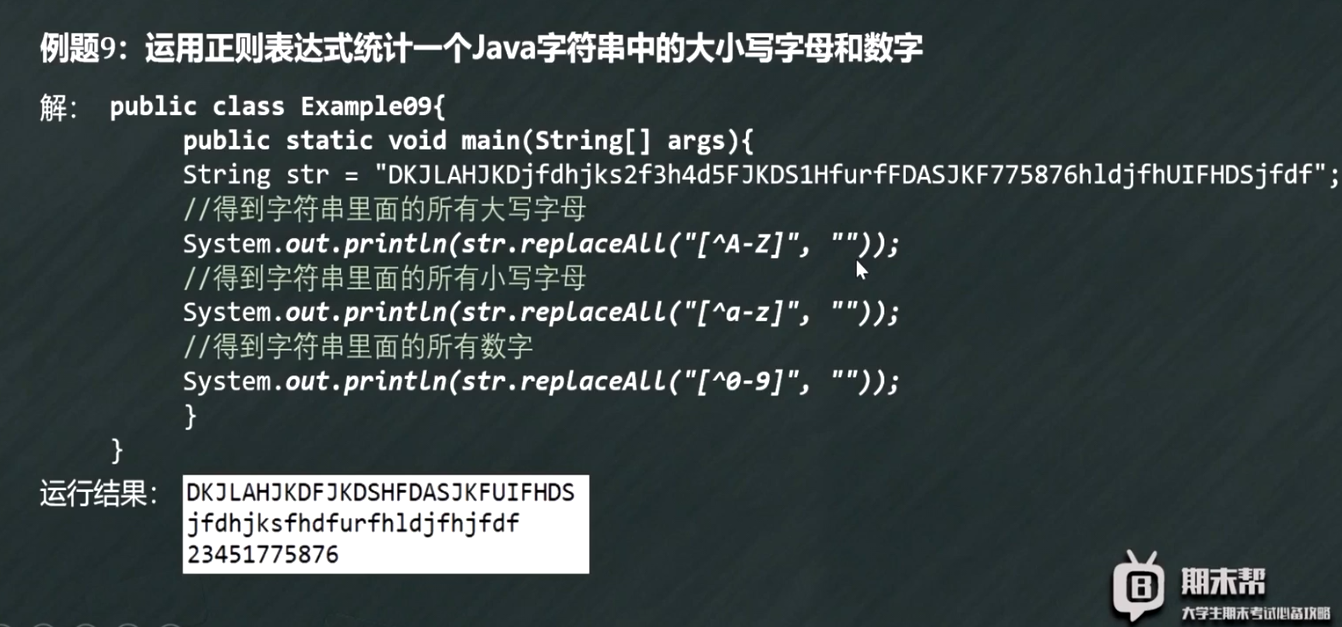 例题9：运用正则表达式统计一个Java字符串中的大小写字母和数字
解： public class Example09{
public static void main(String[] args){
String str = "DKJLAHJKDjfdhjks2f3h4d5FJKDS1HfurfFDASJKF775876hldjfhUIFHDSjfdf";
//得到字符串里面的所有大写字母
System.out.println(str.replaceAll("[^A-Z]", ""));
//得到字符串里面的所有小写字母
System.out.println(str.replaceAll("[^a-z]", ""));
//得到字符串里面的所有数字
System.out.println(str.replaceAll("[^0-9]", ""));
}
}
运行结果： DKJLAHJKDFJKDSHFDASJKFUIFHDS
jfdhjksfhdfurfhldjfhjfdf
23451775876
B 期末帮
大学生期末考试必备攻略